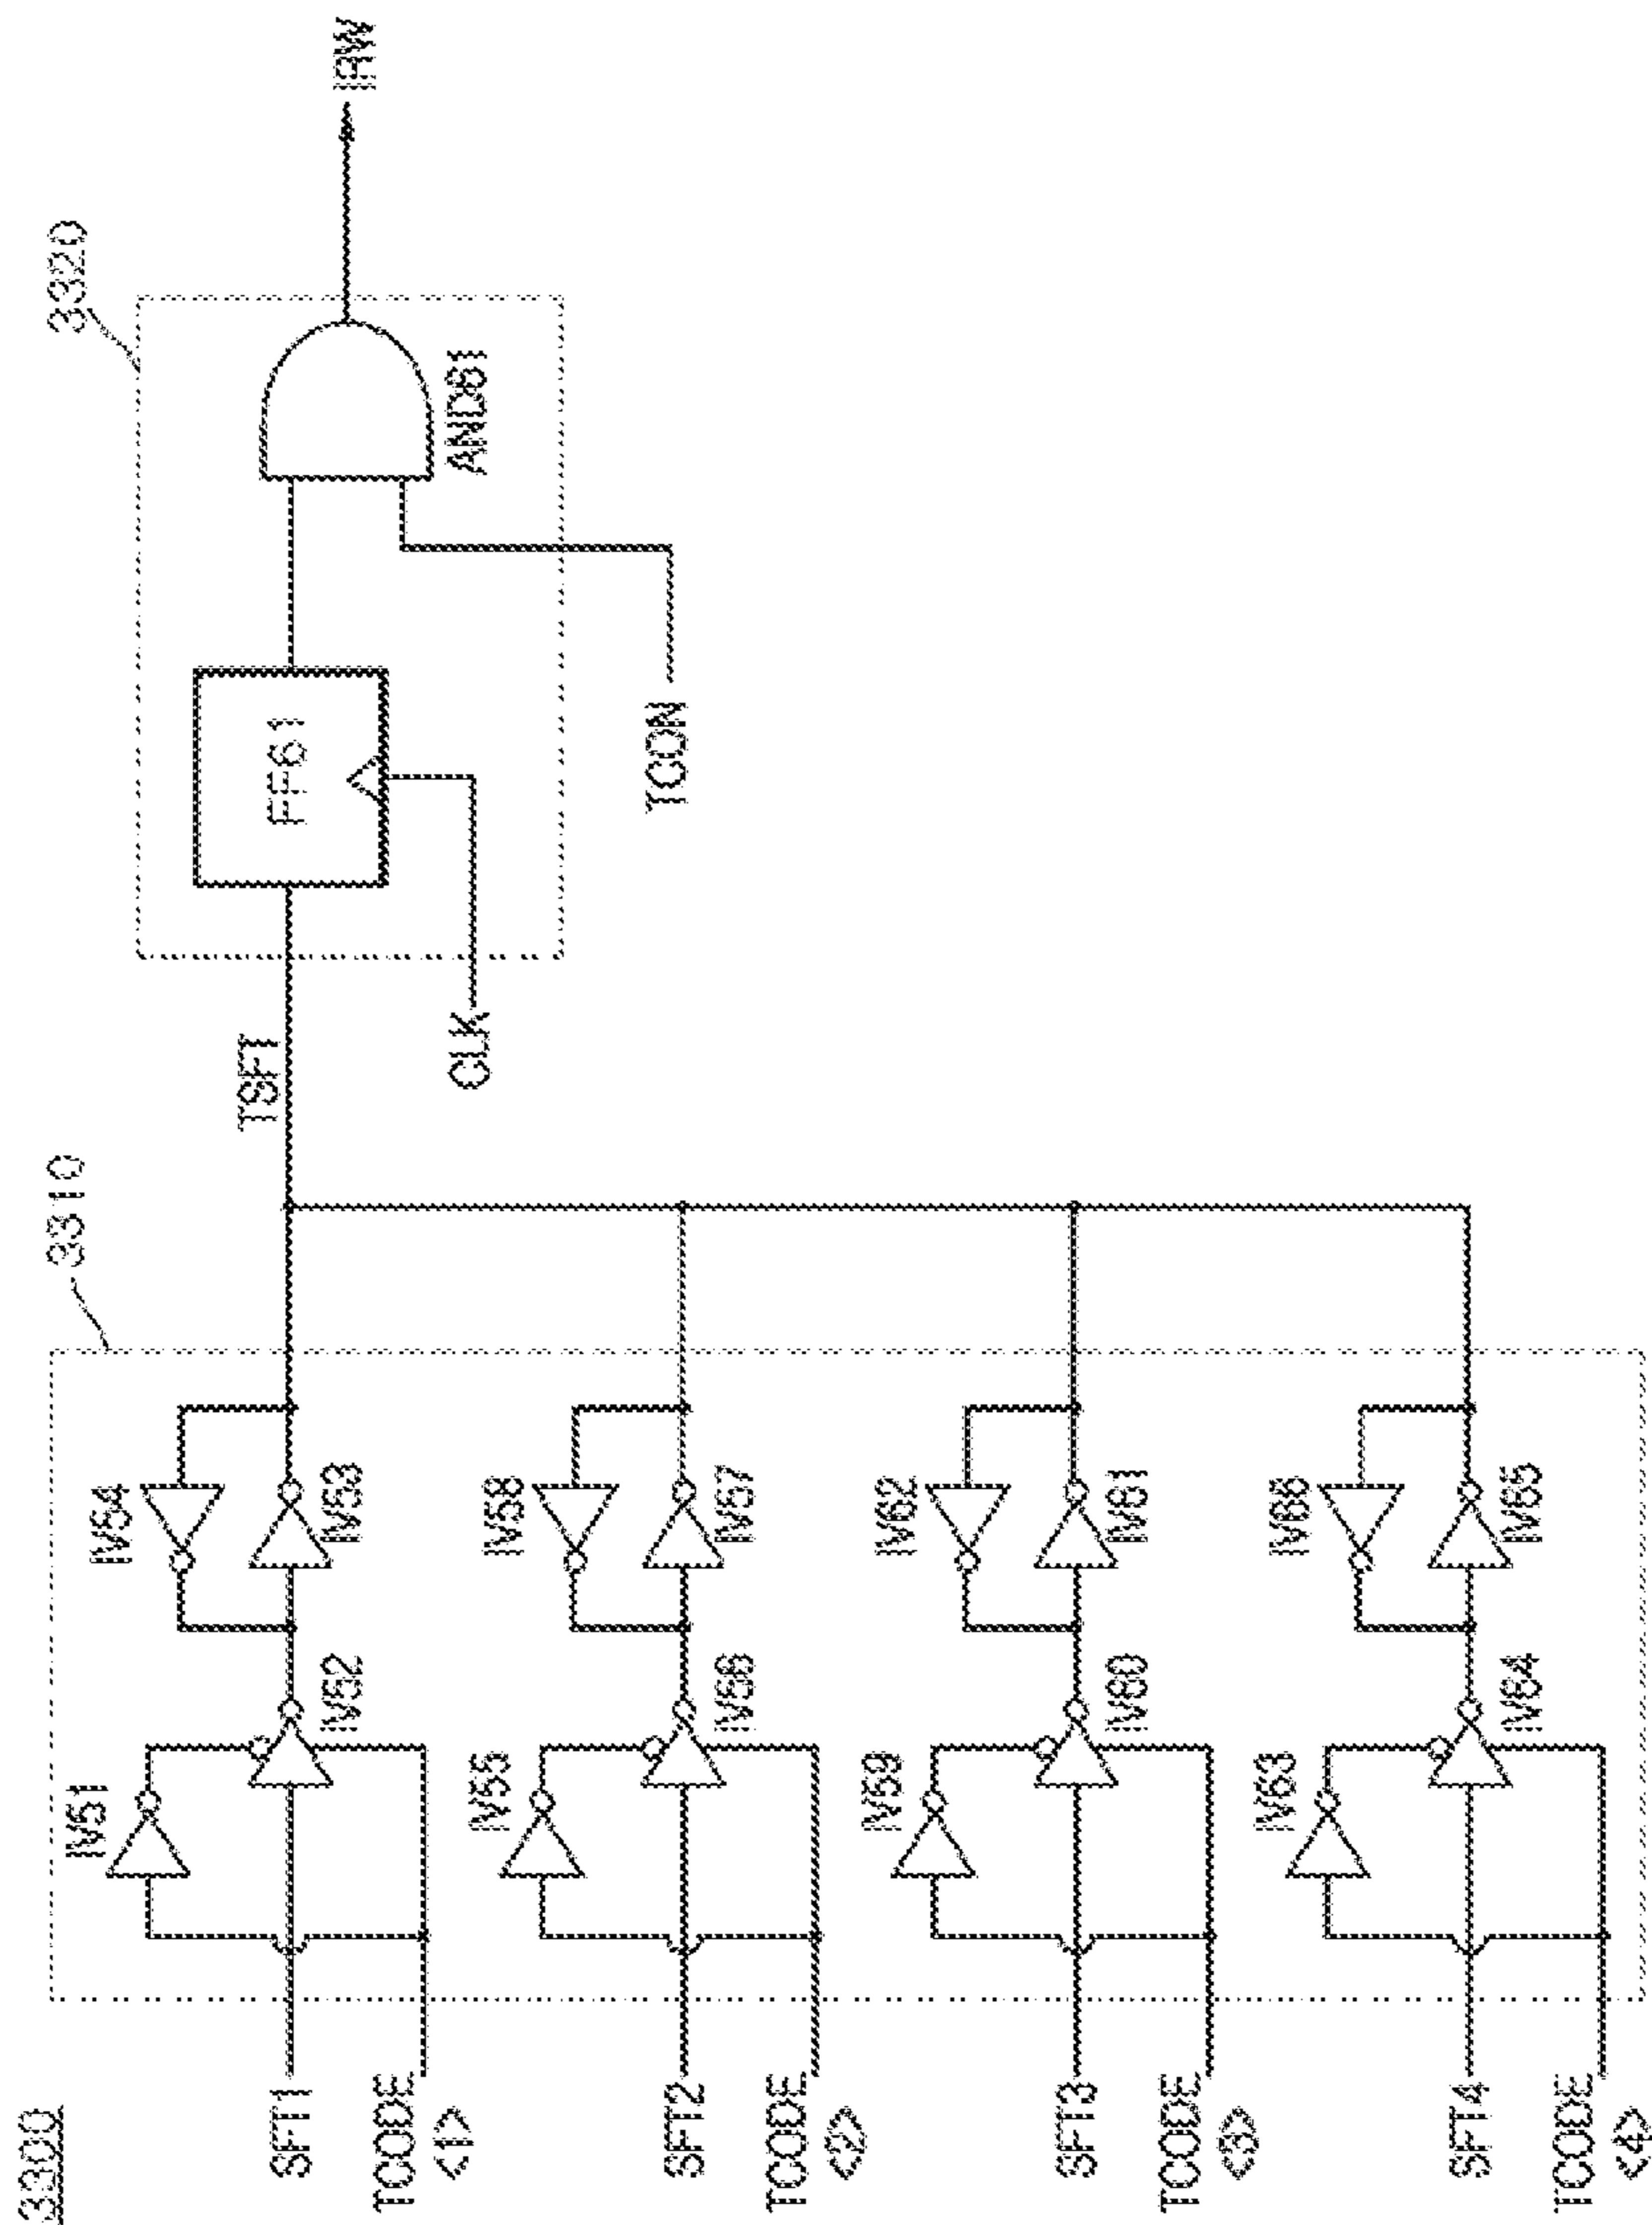 3300
3310
3320
SFT1
TCODE
<1>
IV51
IV52
IV54
IV53
TSFT
CLK
FF61
TCON
AND61
IRW
SFT2
TCODE
<2>
IV55
IV56
IV58
IV57
SFT3
TCODE
<3>
IV59
IV60
IV62
IV61
SFT4
TCODE
<4>
IV63
IV64
IV66
IV65